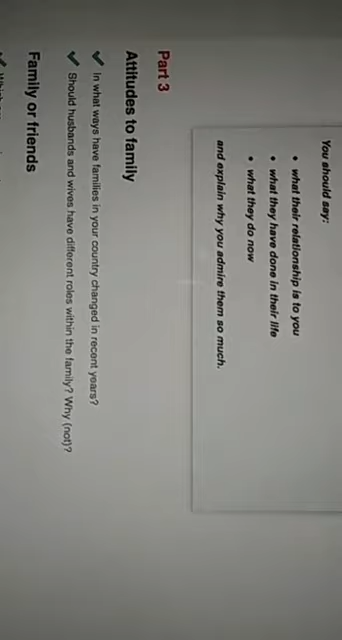 You should say:
• what their relationship is to you
• what they have done in their life
• what they do now
and explain why you admire them so much.
Part 3
Attitudes to family
✔ In what ways have families in your country changed in recent years?
✔ Should husbands and wives have different roles within the family? Why (not)?
Family or friends